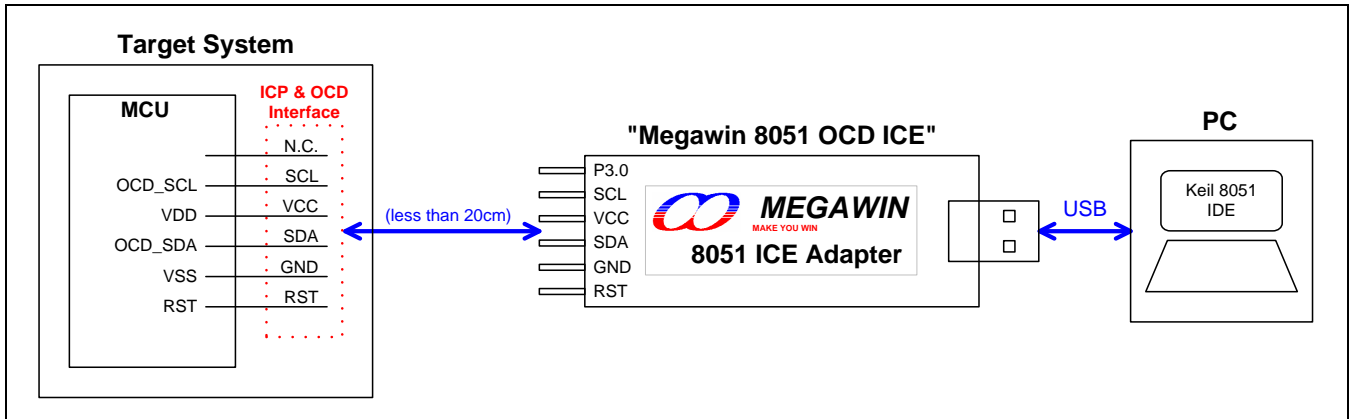 Target System
MCU
ICP & OCD
Interface
N.C.
OCD_SCL
SCL
VDD
VCC
OCD_SDA
SDA
VSS
GND
RST
RST
(less than 20cm)
"Megawin 8051 OCD ICE"
P3.0
SCL
VCC
SDA
GND
RST
MEGAWIN
MAKE YOU WIN
8051 ICE Adapter
USB
PC
Keil 8051
IDE